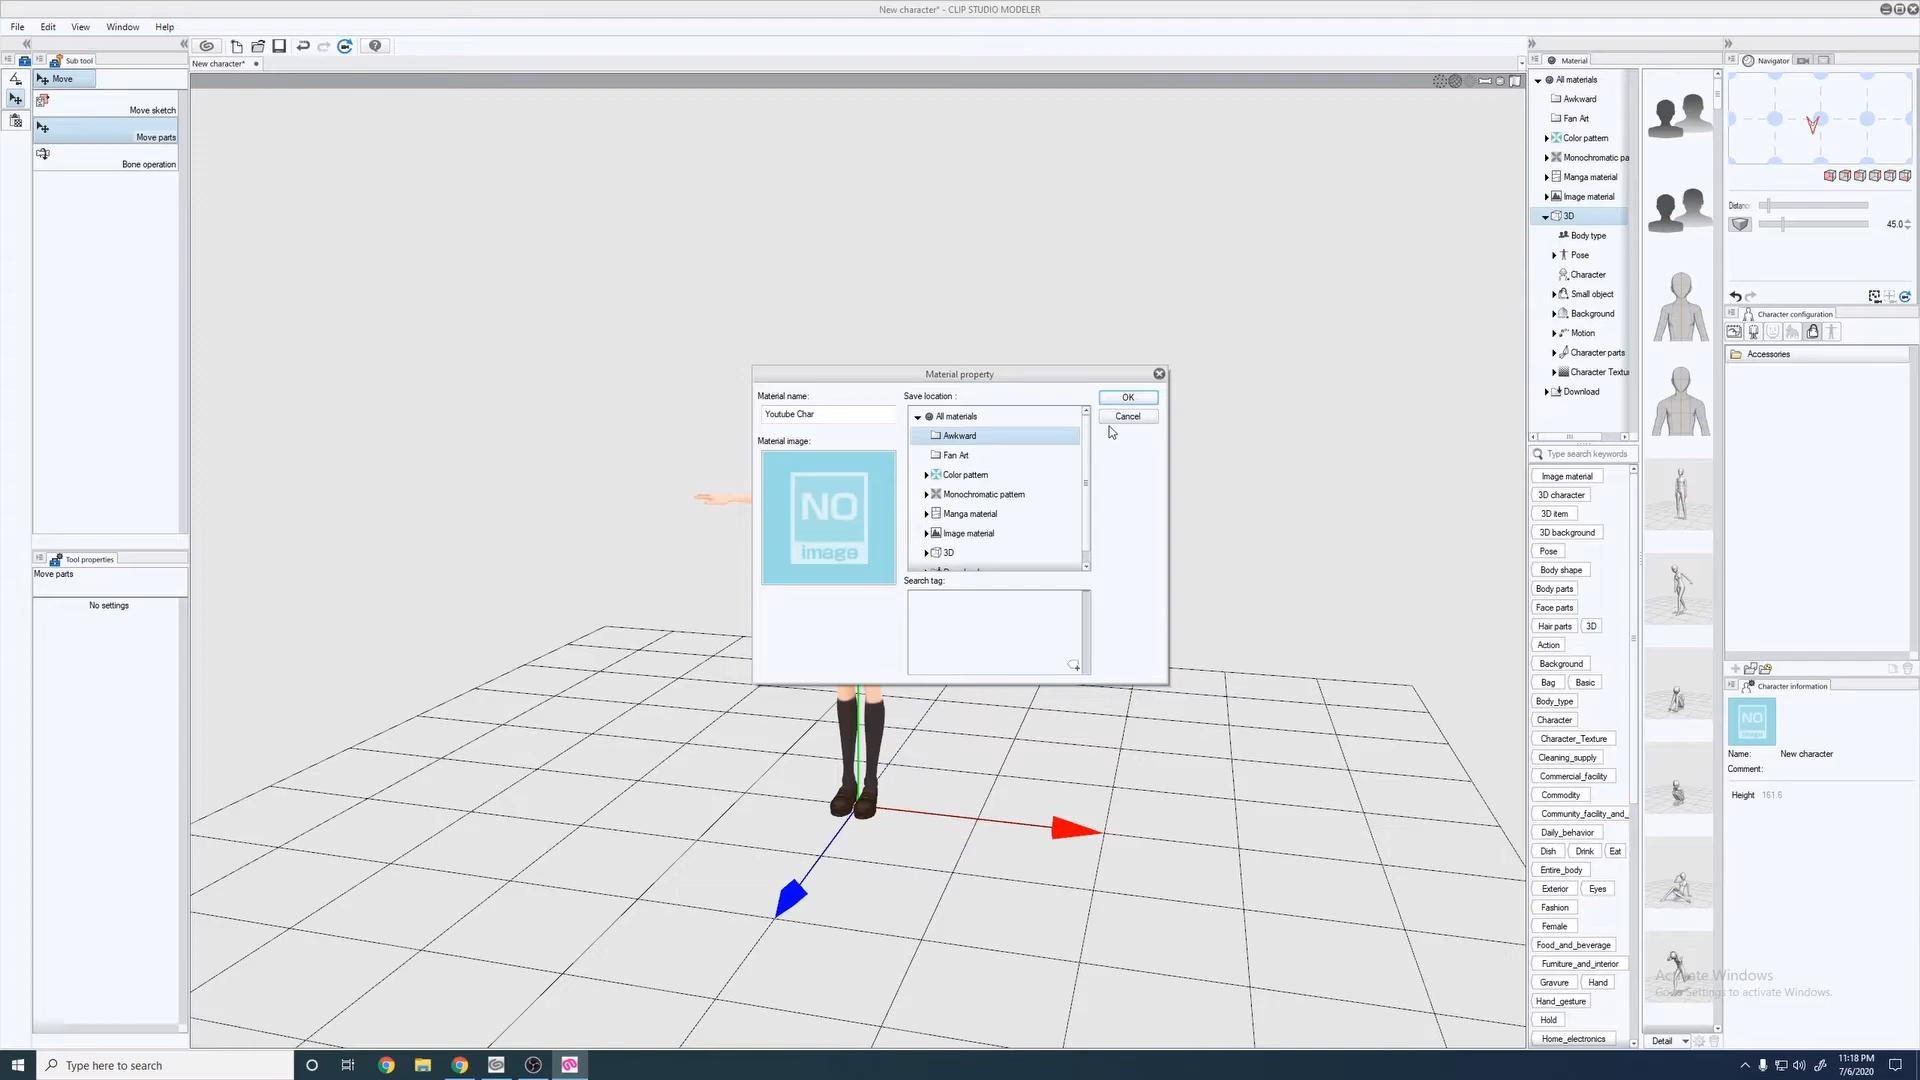 New character* - CLIP STUDIO MODELER
File Edit View Window Help
Sub tool
New character*
Move
Move sketch
Move parts
Bone operation
Tool properties
Move parts
No settings
Material property
Material name:
Youtube Char
Material image:
NO
image
Save location :
All materials
Awkward
Fan Art
Color pattern
Monochromatic pattern
Manga material
Image material
3D
Search tag:
OK
Cancel
Material
All materials
Awkward
Fan Art
Color pattern
Monochromatic pa
Manga material
Image material
3D
Body type
Pose
Character
Small object
Background
Motion
Character parts
Character Textu
Download
Type search keywords
Image material
3D character
3D item
3D background
Pose
Body shape
Body parts
Face parts
Hair parts 3D
Action
Background
Bag Basic
Body_type
Character
Character_Texture
Cleaning_supply
Commercial_facility
Commodity
Community_facility_and_
Daily_behavior
Dish Drink Eat
Entire_body
Exterior Eyes
Fashion
Female
Food_and_beverage
Furniture_and_interior
Gravure Hand
Hand_gesture
Hold
Home_electronics
Detail
Navigator
Distanc
45.0
Character configuration
Accessories
Character information
NO
image
Name: New character
Comment:
Height 161.6
Activate Windows
Go to Settings to activate Windows.
Type here to search
11:18 PM
7/6/2020